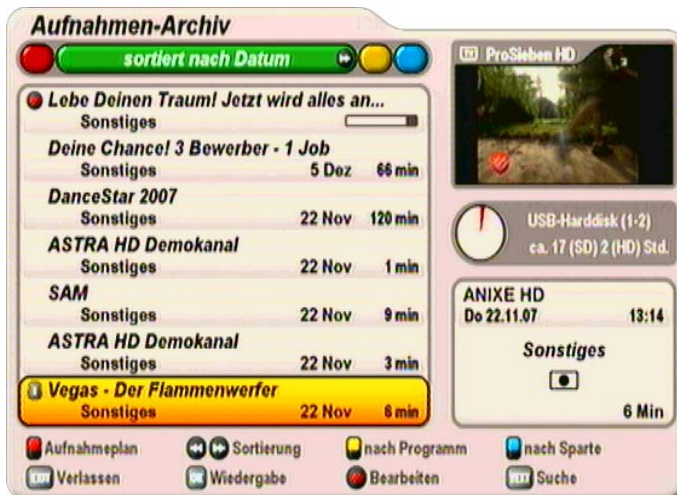 Aufnahmen-Archiv
sortiert nach Datum
Lebe Deinen Traum! Jetzt wird alles an...
Sonstiges
Deine Chance! 3 Bewerber - 1 Job
Sonstiges 5 Dez 66 min
DanceStar 2007
Sonstiges 22 Nov 120 min
ASTRA HD Demokanal
Sonstiges 22 Nov 1 min
SAM
Sonstiges 22 Nov 9 min
ASTRA HD Demokanal
Sonstiges 22 Nov 3 min
Vegas - Der Flammenwerfer
Sonstiges 22 Nov 6 min
TV ProSieben HD
USB-Harddisk (1-2)
ca. 17 (SD) 2 (HD) Std.
ANIXE HD
Do 22.11.07 13:14
Sonstiges
6 Min
Aufnahmeplan Sortierung nach Programm nach Sparte
EXIT Verlassen OK Wiedergabe Bearbeiten TEXT Suche